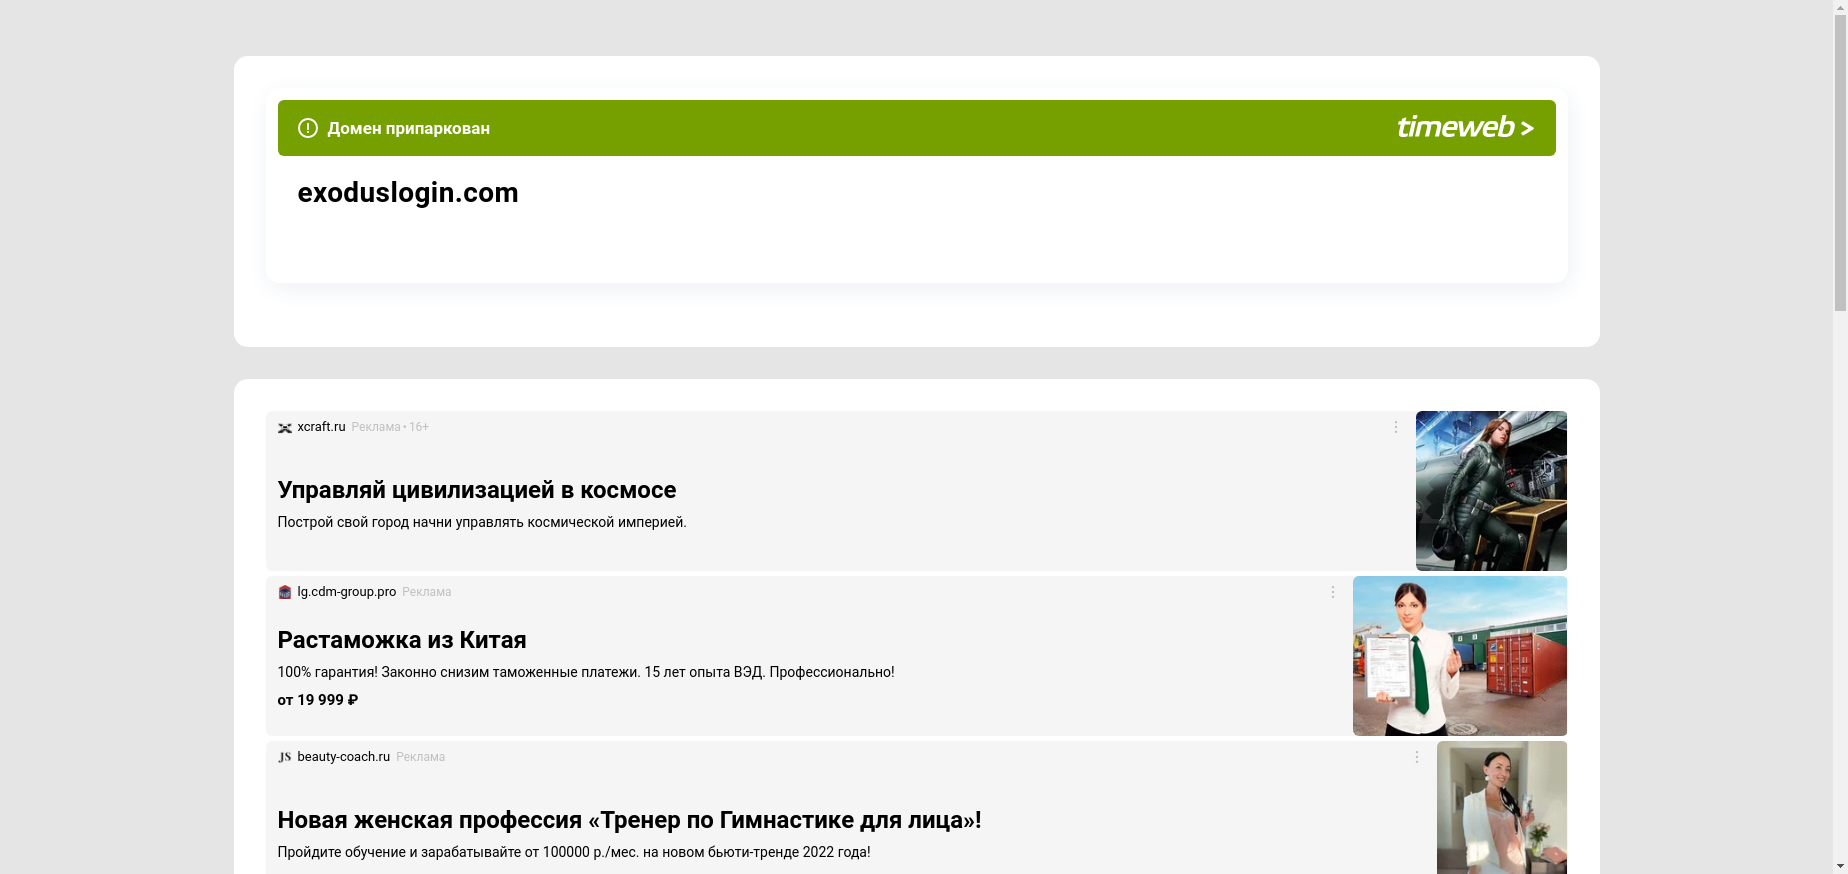 Домен припаркован
timeweb >
exoduslogin.com
xcraft.ru Реклама • 16+
Управляй цивилизацией в космосе
Построй свой город начни управлять космической империей.
lg.cdm-group.pro Реклама
Растаможка из Китая
100% гарантия! Законно снизим таможенные платежи. 15 лет опыта ВЭД. Профессионально!
от 19 999 ₽
JS beauty-coach.ru Реклама
Новая женская профессия «Тренер по Гимнастике для лица»!
Пройдите обучение и зарабатывайте от 100000 р./мес. на новом бьюти-тренде 2022 года!